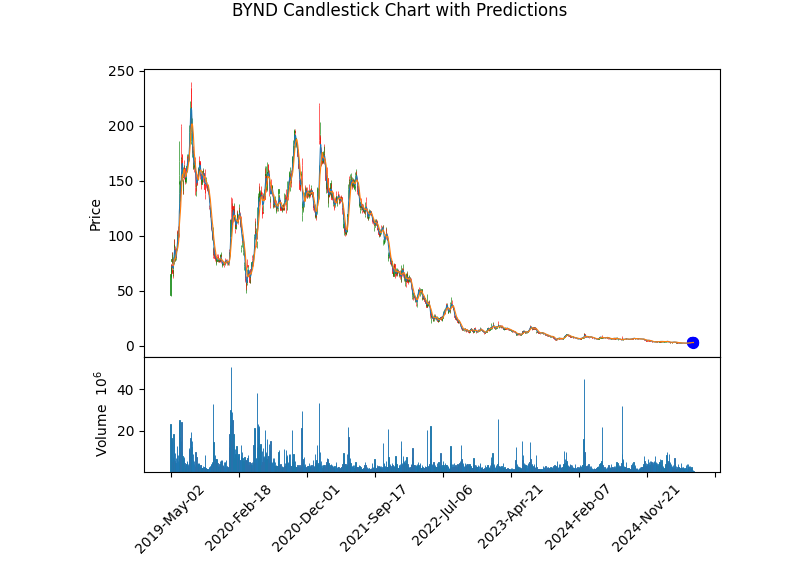 BYND Candlestick Chart with Predictions
250
200
150
100
50
0
Price
40
20
Volume 10⁶
2019-May-02
2020-Feb-18
2020-Dec-01
2021-Sep-17
2022-Jul-06
2023-Apr-21
2024-Feb-07
2024-Nov-21